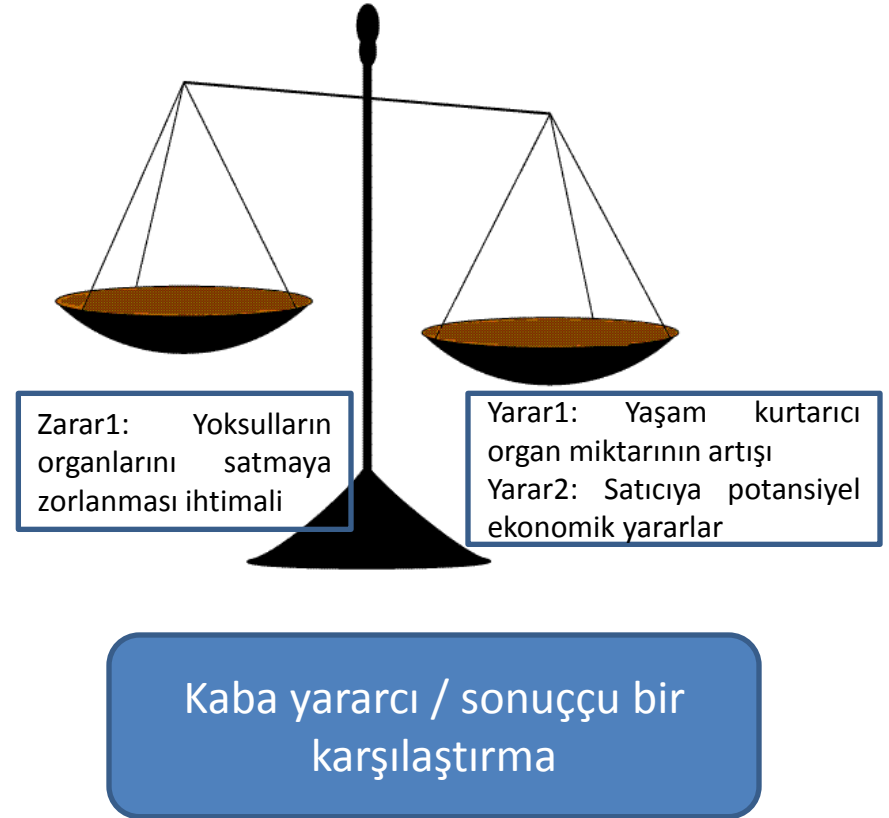 Zarar1: Yoksulların
organlarını satmaya
zorlanması ihtimali
Yarar1: Yaşam kurtarıcı
organ miktarının artışı
Yarar2: Satıcıya potansiyel
ekonomik yararlar
Kaba yararcı / sonuççu bir
karşılaştırma